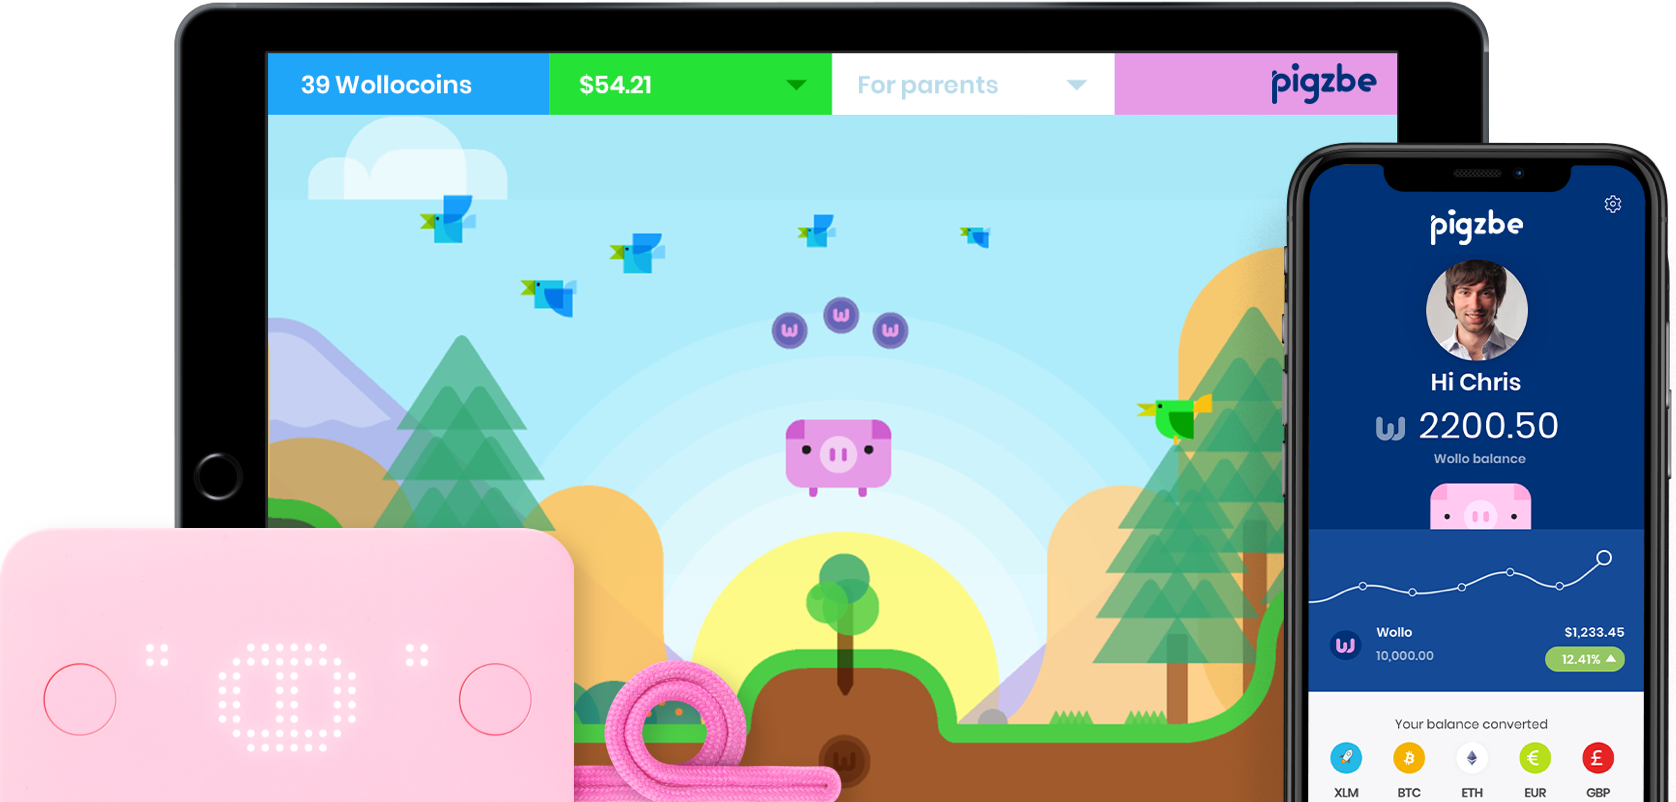 39 Wollocoins
$54.21
For parents
pigzbe
pigzbe
Hi Chris
2200.50
Wollo balance
Wollo
$1,233.45
10,000.00
12.41%
Your balance converted
XLM BTC ETH EUR GBP